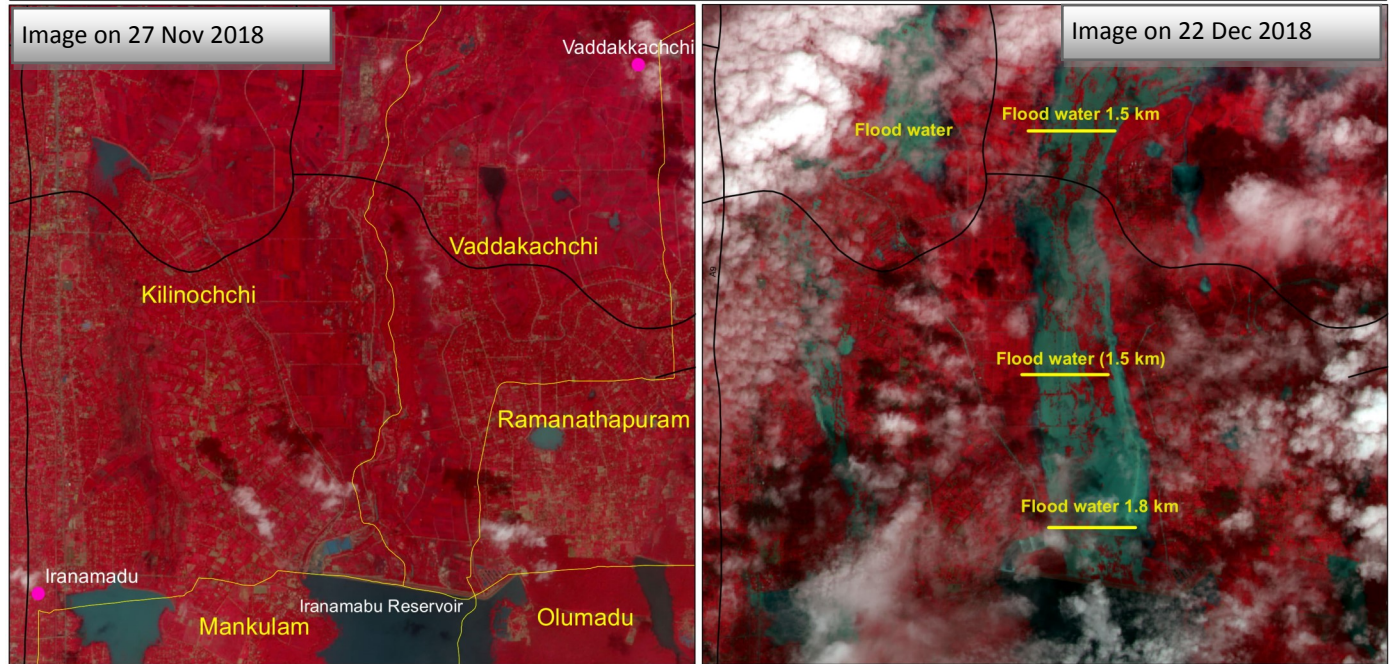 Image on 27 Nov 2018
Vaddakkachchi
Vaddakachchi
Kilinochchi
Ramanathapuram
Iranamadu
Iranamabu Reservoir
Mankulam
Olumadu
Image on 22 Dec 2018
Flood water 1.5 km
Flood water
A9
Flood water (1.5 km)
Flood water 1.8 km